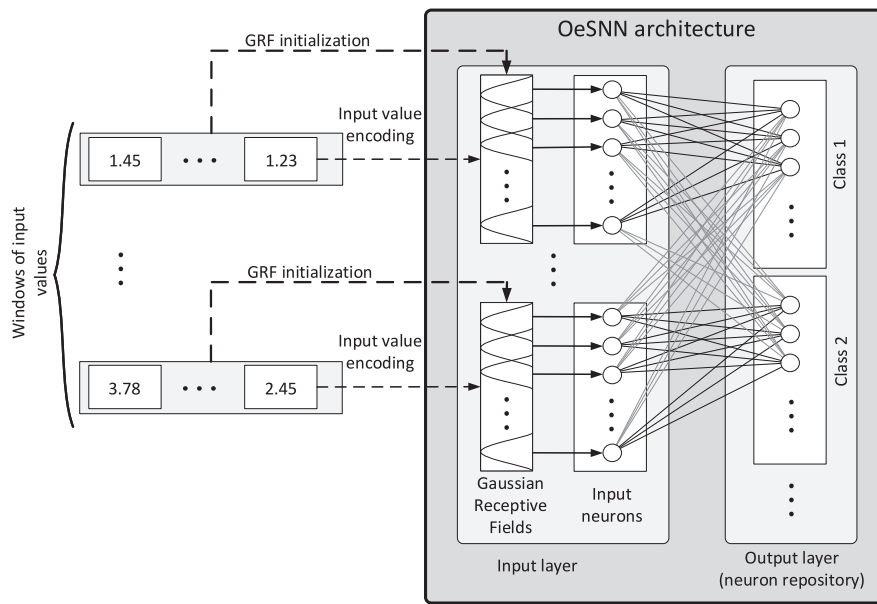 OeSNN architecture
GRF initialization
Input value
encoding
1.45 ••• 1.23
Windows of input
values
GRF initialization
Input value
encoding
3.78 ••• 2.45
Class 1
Class 2
Gaussian
Receptive
Fields
Input
neurons
Input layer
Output layer
(neuron repository)